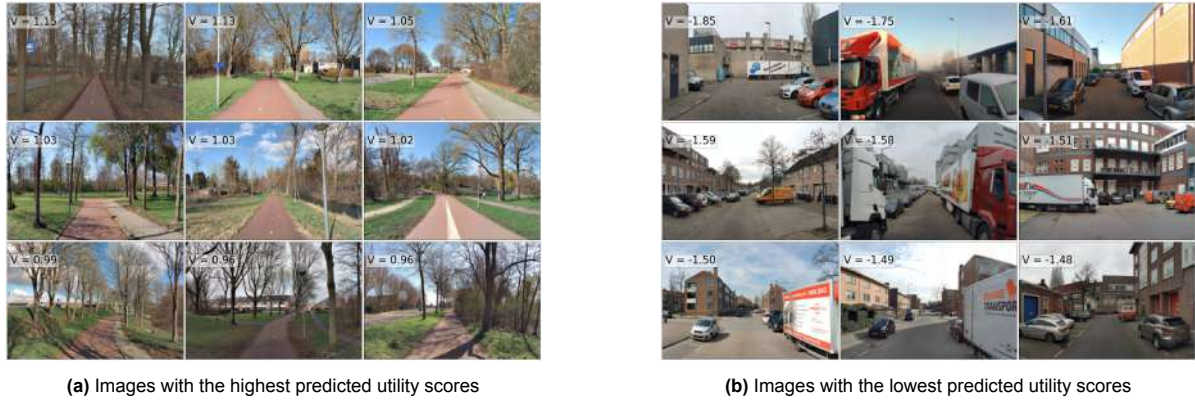 V = 1.15
V = 1.13
V = 1.05
V = 1.03
V = 1.03
V = 1.02
V = 0.99
V = 0.96
V = 0.96
(a) Images with the highest predicted utility scores
V = -1.85
V = -1.75
V = -1.61
V = -1.59
V = -1.58
V = -1.51
V = -1.50
V = -1.49
V = -1.48
TRANSPOR
(b) Images with the lowest predicted utility scores